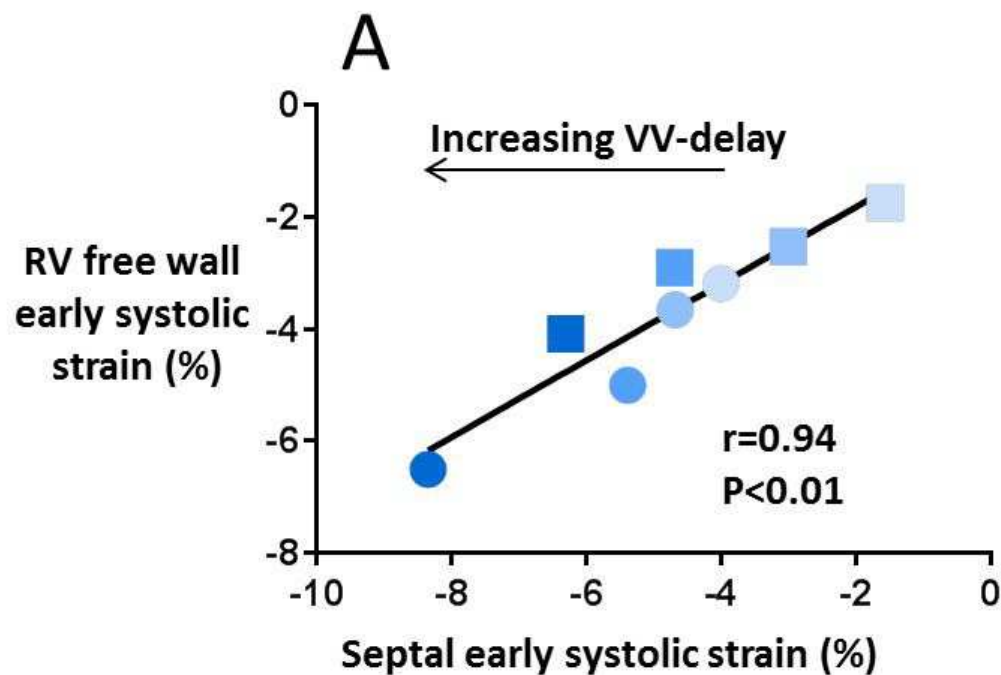 A
Increasing VV-delay
RV free wall
early systolic
strain (%)
0
-2
-4
-6
-8
r=0.94
P<0.01
-10
-8
-6
-4
-2
0
Septal early systolic strain (%)